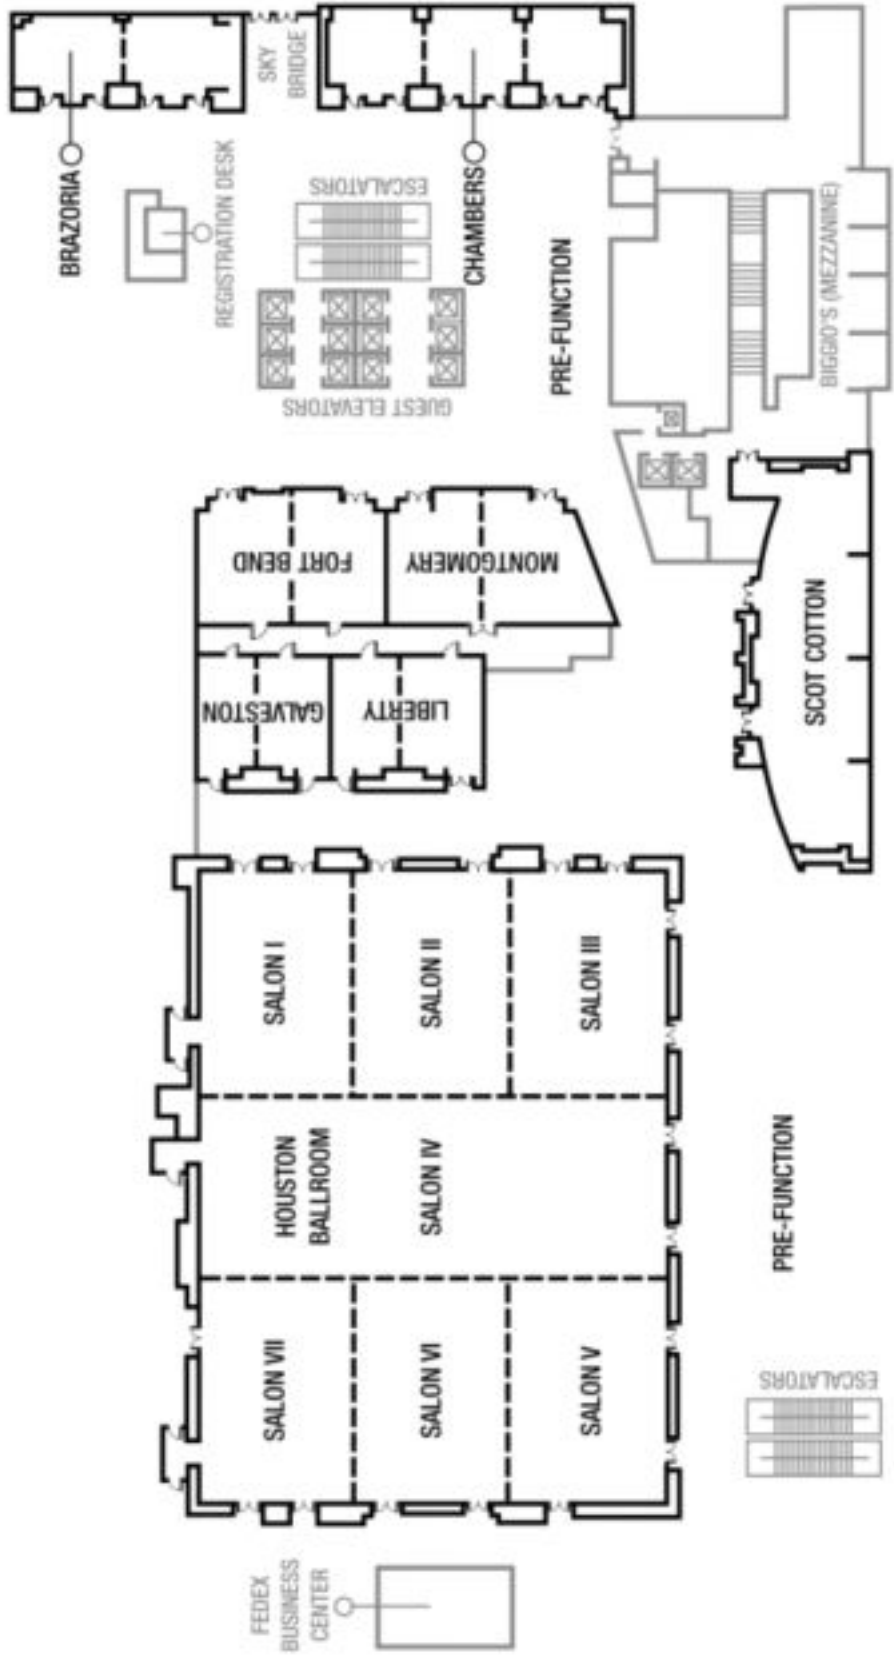 BRAZORIA
SKY
BRIDGE
REGISTRATION DESK
ESCALATORS
CHAMBERS
GUEST ELEVATORS
PRE-FUNCTION
BIGGIO'S (MEZZANINE)
FORT BEND
MONTGOMERY
GALVESTON
LIBERTY
SCOT COTTON
SALON I
SALON II
SALON III
HOUSTON
BALLROOM
SALON IV
PRE-FUNCTION
SALON VII
SALON VI
SALON V
ESCALATORS
FEDEX
BUSINESS
CENTER